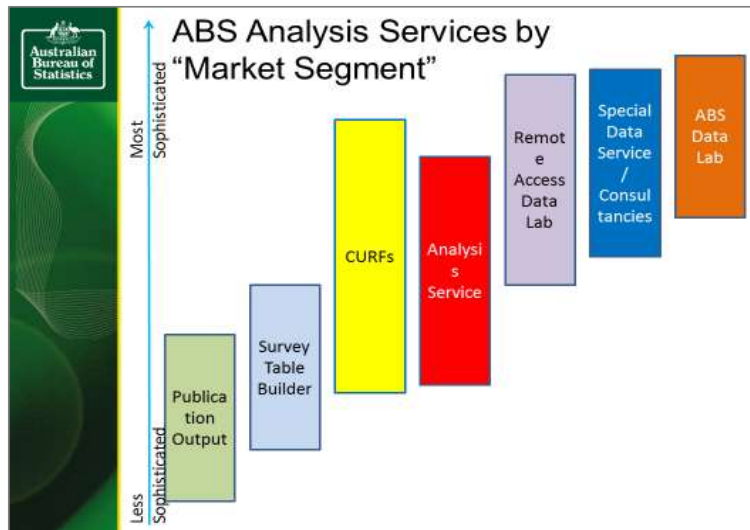 Australian
Bureau of
Statistics
ABS Analysis Services by
“Market Segment”
Most
Sophisticated
Less
Sophisticated
Publica
tion
Output
Survey
Table
Builder
CURFs
Analysi
s
Service
Remot
e
Access
Data
Lab
Special
Data
Service
/
Consul
tancies
ABS
Data
Lab